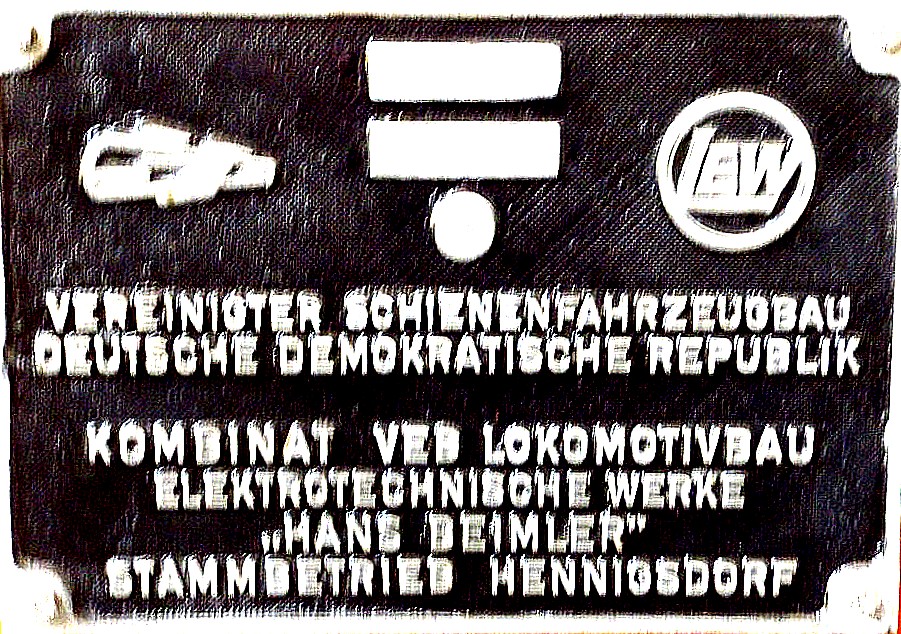 LEW
VEREINIGTER SCHIENENFAHRZEUGBAU
DEUTSCHE DEMOKRATISCHE REPUBLIK
KOMBINAT VEB LOKOMOTIVBAU
ELEKTROTECHNISCHE WERKE
„HANS BEIMLER"
STAMMBETRIEB HENNIGSDORF